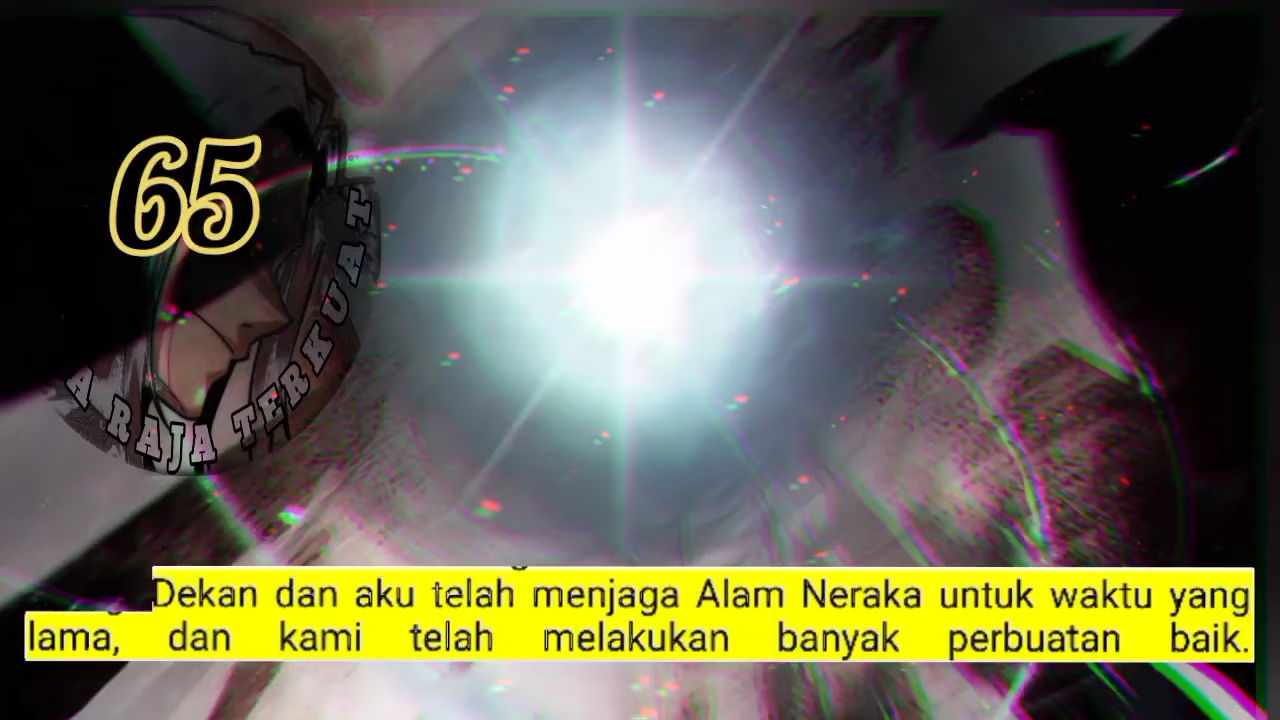 65
A RAJA TERKUAT
Dekan dan aku telah menjaga Alam Neraka untuk waktu yang
lama, dan kami telah melakukan banyak perbuatan baik.